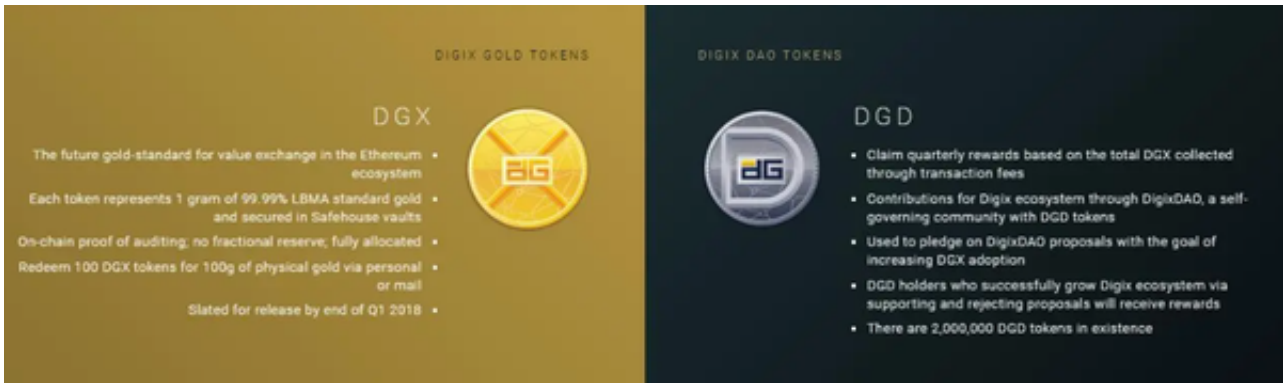 DIGIX GOLD TOKENS
DGX
The future gold-standard for value exchange in the Ethereum
ecosystem
Each token represents 1 gram of 99.99% LBMA standard gold
and secured in Safehouse vaults
On-chain proof of auditing; no fractional reserve; fully allocated
Redeem 100 DGX tokens for 100g of physical gold via personal
or mail
Slated for release by end of Q1 2018
DIGIX DAO TOKENS
DGD
dG
Claim quarterly rewards based on the total DGX collected
through transaction fees
Contributions for Digix ecosystem through DigixDAO, a self-
governing community with DGD tokens
Used to pledge on DigixDAO proposals with the goal of
increasing DGX adoption
DGD holders who successfully grow Digix ecosystem via
supporting and rejecting proposals will receive rewards
There are 2,000,000 DGD tokens in existence